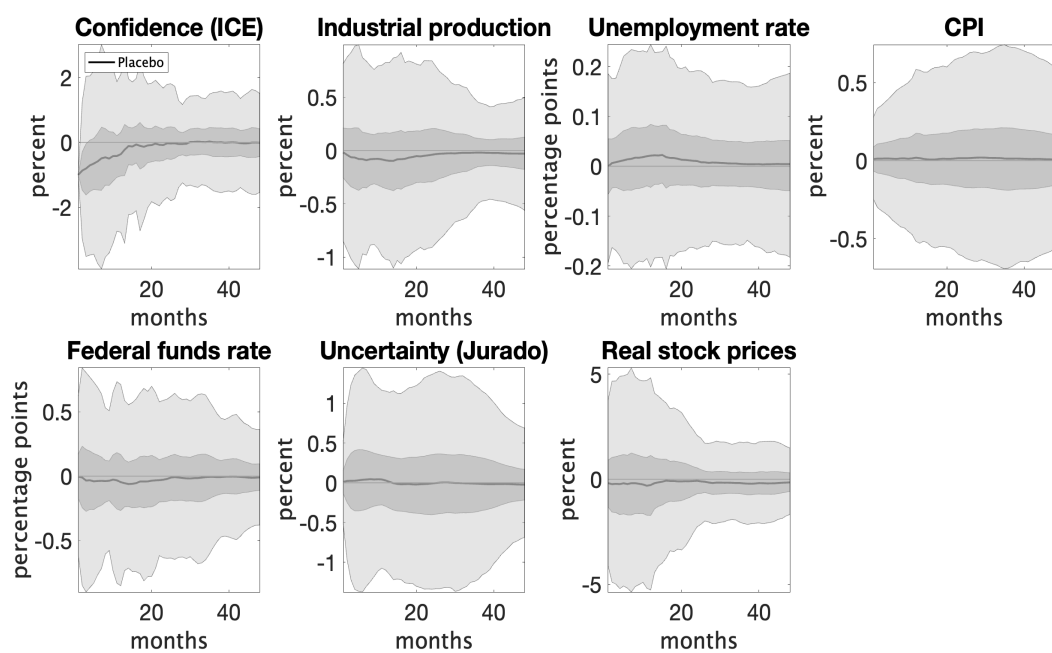 Confidence (ICE)
Industrial production
Unemployment rate
CPI
Placebo
percent
2
0
-2
20
40
months
percent
0.5
0
-0.5
-1
20
40
months
percentage points
0.2
0.1
0
-0.1
-0.2
20
40
months
percent
0.5
0
-0.5
20
40
months
Federal funds rate
Uncertainty (Jurado)
Real stock prices
percentage points
0.5
0
-0.5
20
40
months
percent
1
0.5
0
-0.5
-1
20
40
months
percent
5
0
-5
20
40
months